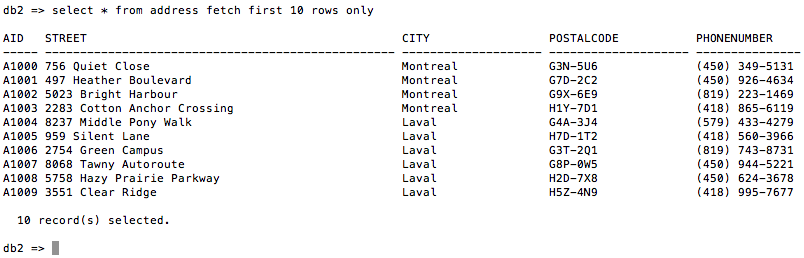 db2 => select * from address fetch first 10 rows only
AID STREET CITY POSTALCODE PHONENUMBER
----- -------------------------------------------------- -------------------- -------------------- ---------------
A1000 756 Quiet Close Montreal G3N-5U6 (450) 349-5131
A1001 497 Heather Boulevard Montreal G7D-2C2 (450) 926-4634
A1002 5023 Bright Harbour Montreal G9X-6E9 (819) 223-1469
A1003 2283 Cotton Anchor Crossing Montreal H1Y-7D1 (418) 865-6119
A1004 8237 Middle Pony Walk Laval G4A-3J4 (579) 433-4279
A1005 959 Silent Lane Laval H7D-1T2 (418) 560-3966
A1006 2754 Green Campus Laval G3T-2Q1 (819) 743-8731
A1007 8068 Tawny Autoroute Laval G8P-0W5 (450) 944-5221
A1008 5758 Hazy Prairie Parkway Laval H2D-7X8 (450) 624-3678
A1009 3551 Clear Ridge Laval H5Z-4N9 (418) 995-7677
10 record(s) selected.
db2 =>